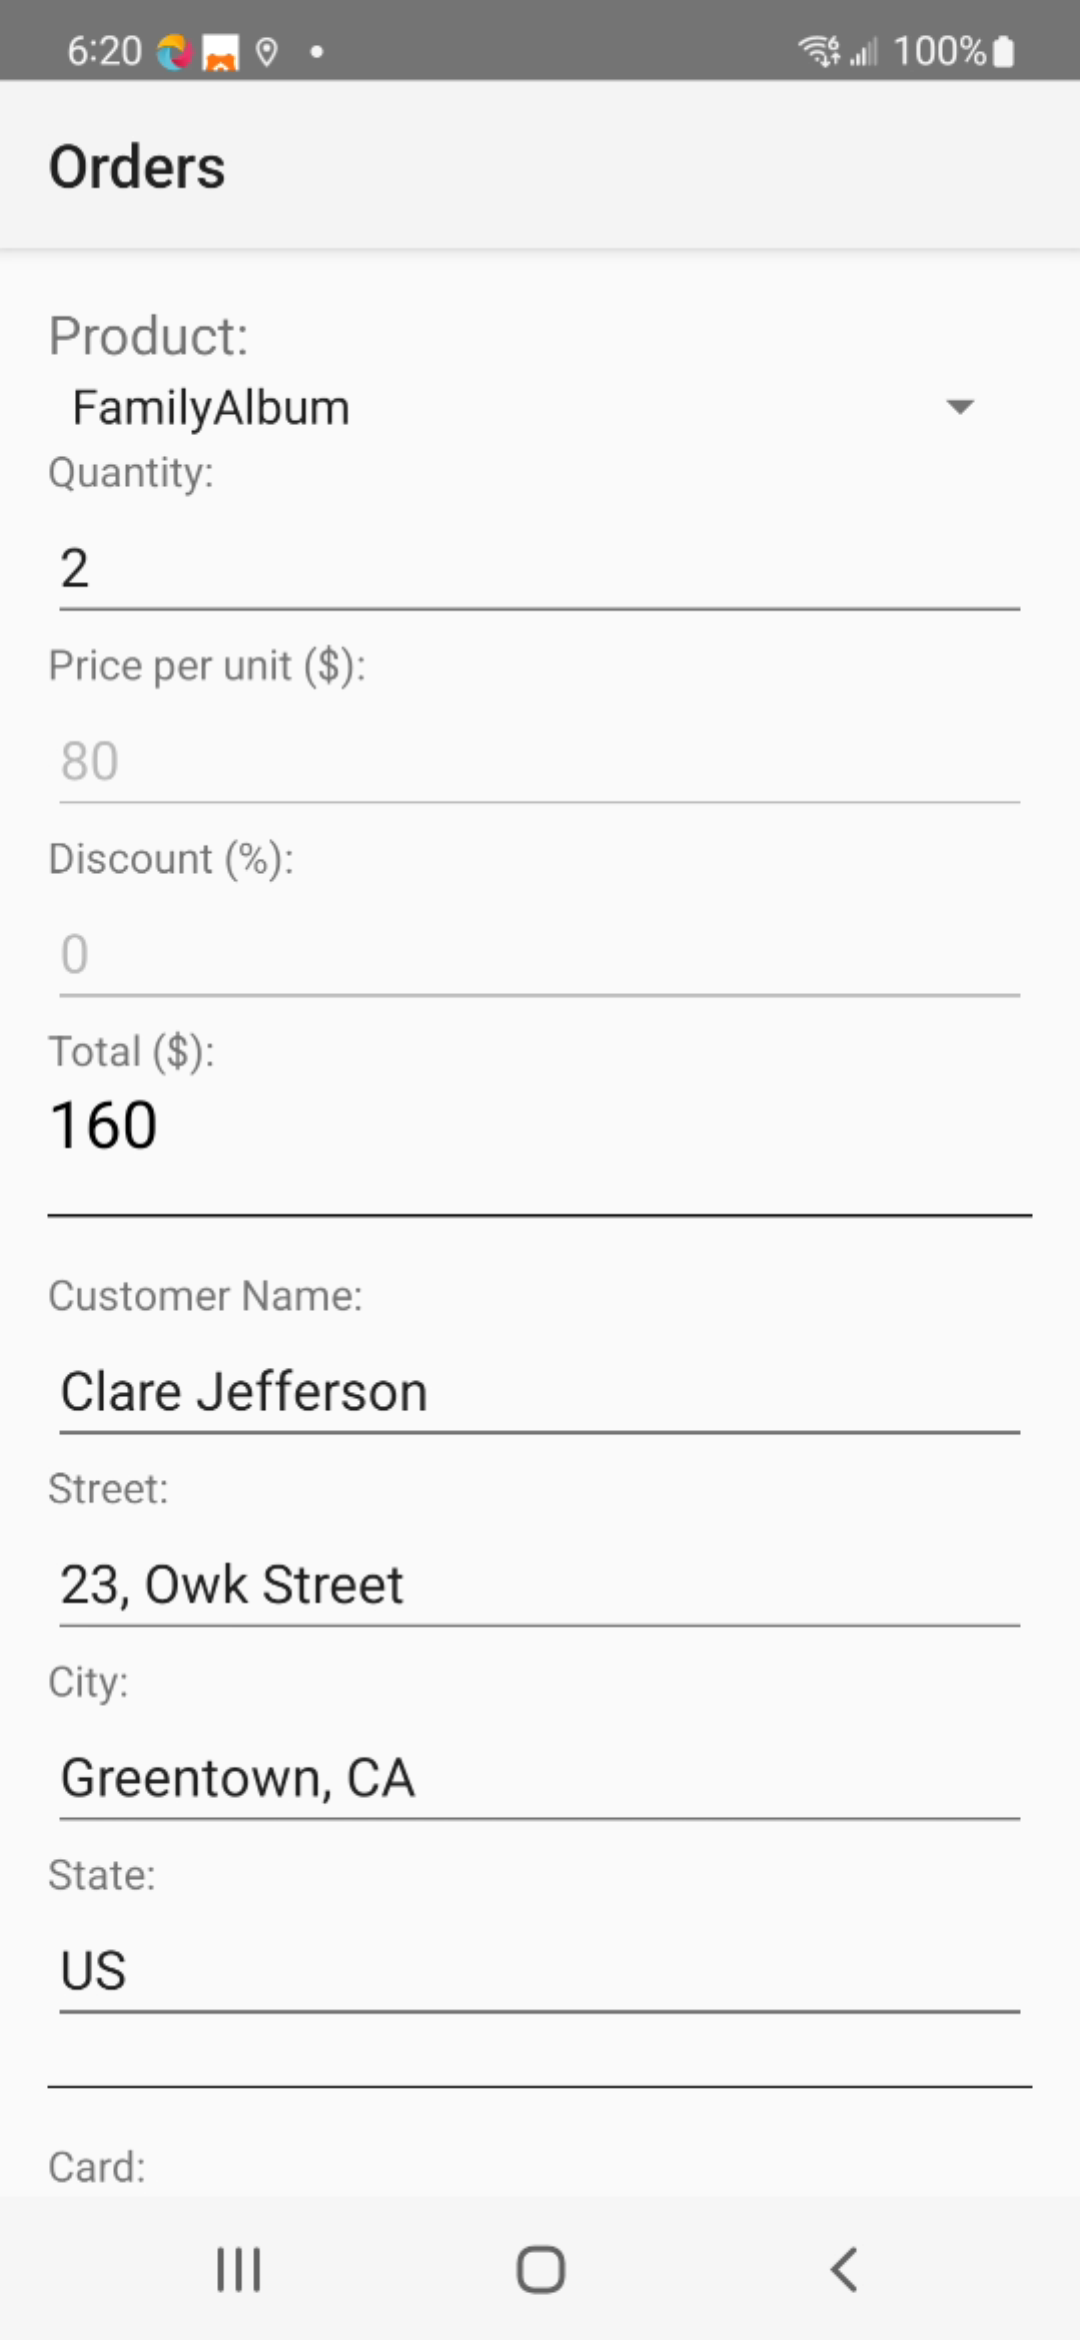 6:20 100%
Orders
Product:
FamilyAlbum
Quantity:
2
Price per unit ($):
80
Discount (%):
0
Total ($):
160
Customer Name:
Clare Jefferson
Street:
23, Owk Street
City:
Greentown, CA
State:
US
Card: